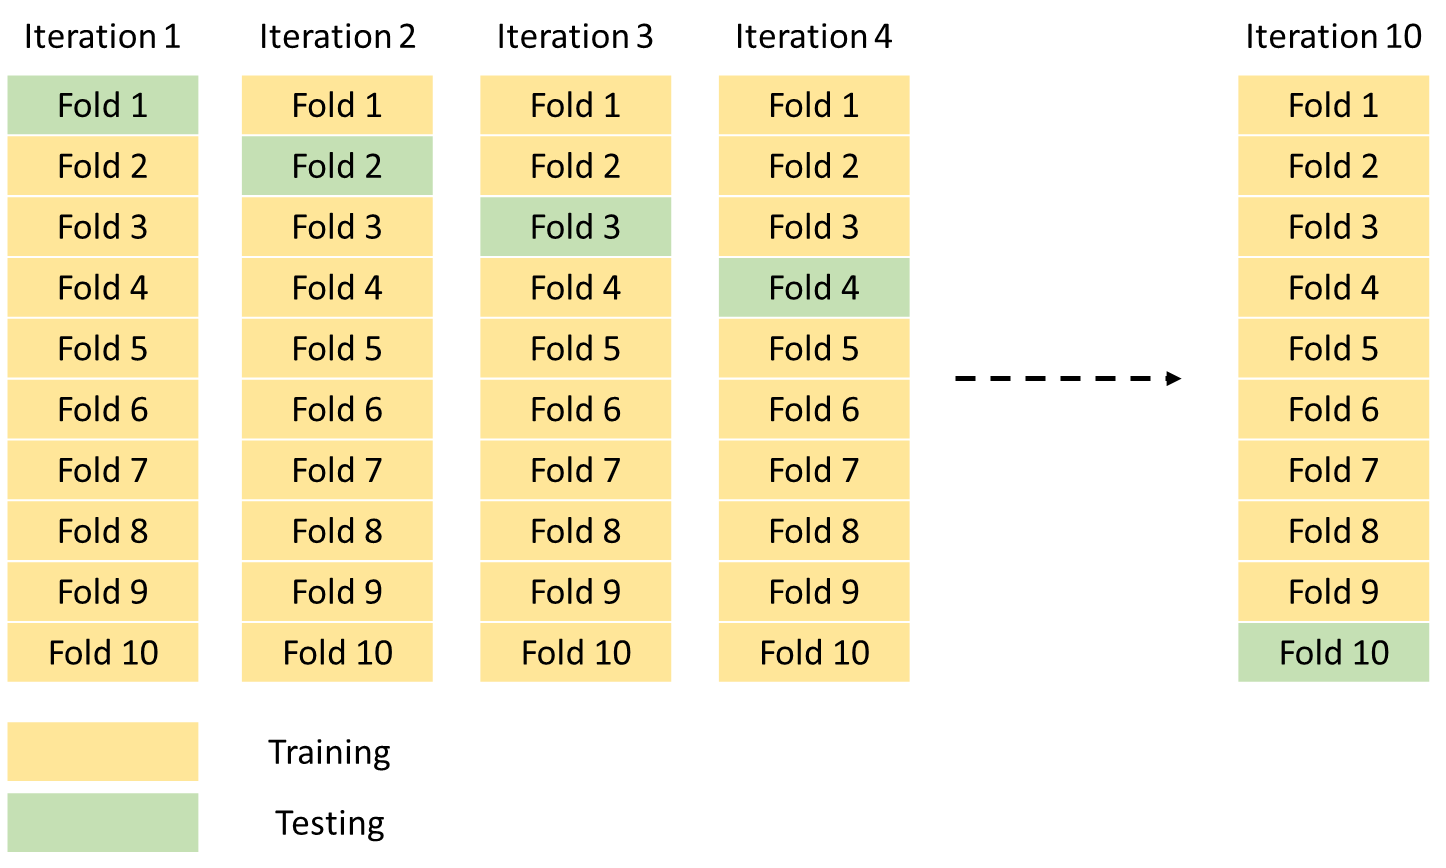 Iteration 1
Iteration 2
Iteration 3
Iteration 4
Iteration 10
Fold 1
Fold 1
Fold 1
Fold 1
Fold 1
Fold 2
Fold 2
Fold 2
Fold 2
Fold 2
Fold 3
Fold 3
Fold 3
Fold 3
Fold 3
Fold 4
Fold 4
Fold 4
Fold 4
Fold 4
Fold 5
Fold 5
Fold 5
Fold 5
Fold 5
Fold 6
Fold 6
Fold 6
Fold 6
Fold 6
Fold 7
Fold 7
Fold 7
Fold 7
Fold 7
Fold 8
Fold 8
Fold 8
Fold 8
Fold 8
Fold 9
Fold 9
Fold 9
Fold 9
Fold 9
Fold 10
Fold 10
Fold 10
Fold 10
Fold 10
Training
Testing